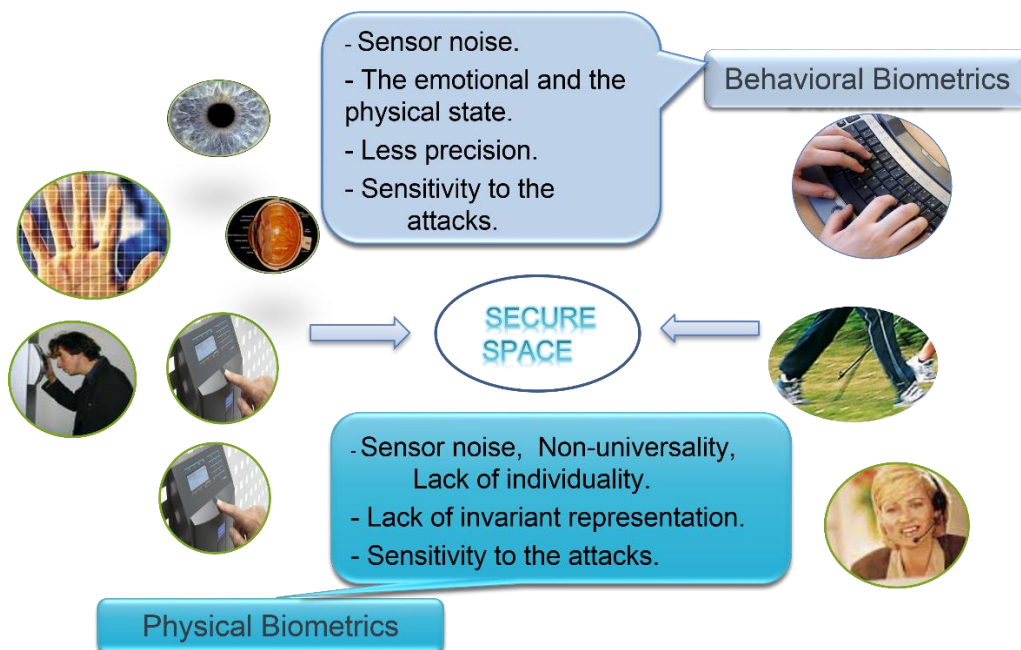 - Sensor noise.
- The emotional and the
physical state.
- Less precision.
- Sensitivity to the
attacks.
Behavioral Biometrics
SECURE
SPACE
- Sensor noise, Non-universality,
Lack of individuality.
- Lack of invariant representation.
- Sensitivity to the attacks.
Physical Biometrics